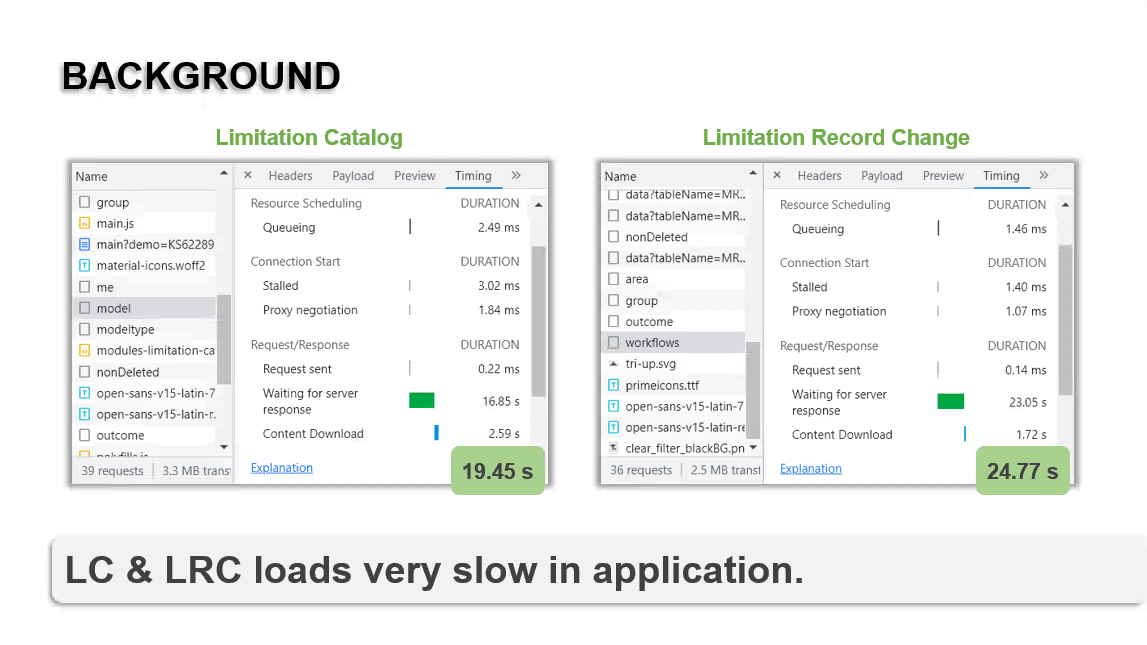 BACKGROUND
Limitation Catalog
Name
group
main.js
main?demo=KS62289
material-icons.woff2
me
model
modeltype
modules-limitation-ca
nonDeleted
open-sans-v15-latin-7
open-sans-v15-latin-r.
outcome
polyfills.js
39 requests 3.3 MB trans
Headers Payload Preview Timing
Resource Scheduling DURATION
Queueing 2.49 ms
Connection Start DURATION
Stalled 3.02 ms
Proxy negotiation 1.84 ms
Request/Response DURATION
Request sent 0.22 ms
Waiting for server
response 16.85 s
Content Download 2.59 s
Explanation
19.45 s
Limitation Record Change
Name
data?tableName=MR..
data?tableName=MR..
nonDeleted
data?tableName=MR..
area
group
outcome
workflows
tri-up.svg
primeicons.ttf
open-sans-v15-latin-7
open-sans-v15-latin-re
clear_filter_blackBG.pn
36 requests 2.5 MB transf
Headers Payload Preview Timing
Resource Scheduling DURATION
Queueing 1.46 ms
Connection Start DURATION
Stalled 1.40 ms
Proxy negotiation 1.07 ms
Request/Response DURATION
Request sent 0.14 ms
Waiting for server
response 23.05 s
Content Download 1.72 s
Explanation
24.77 s
LC & LRC loads very slow in application.